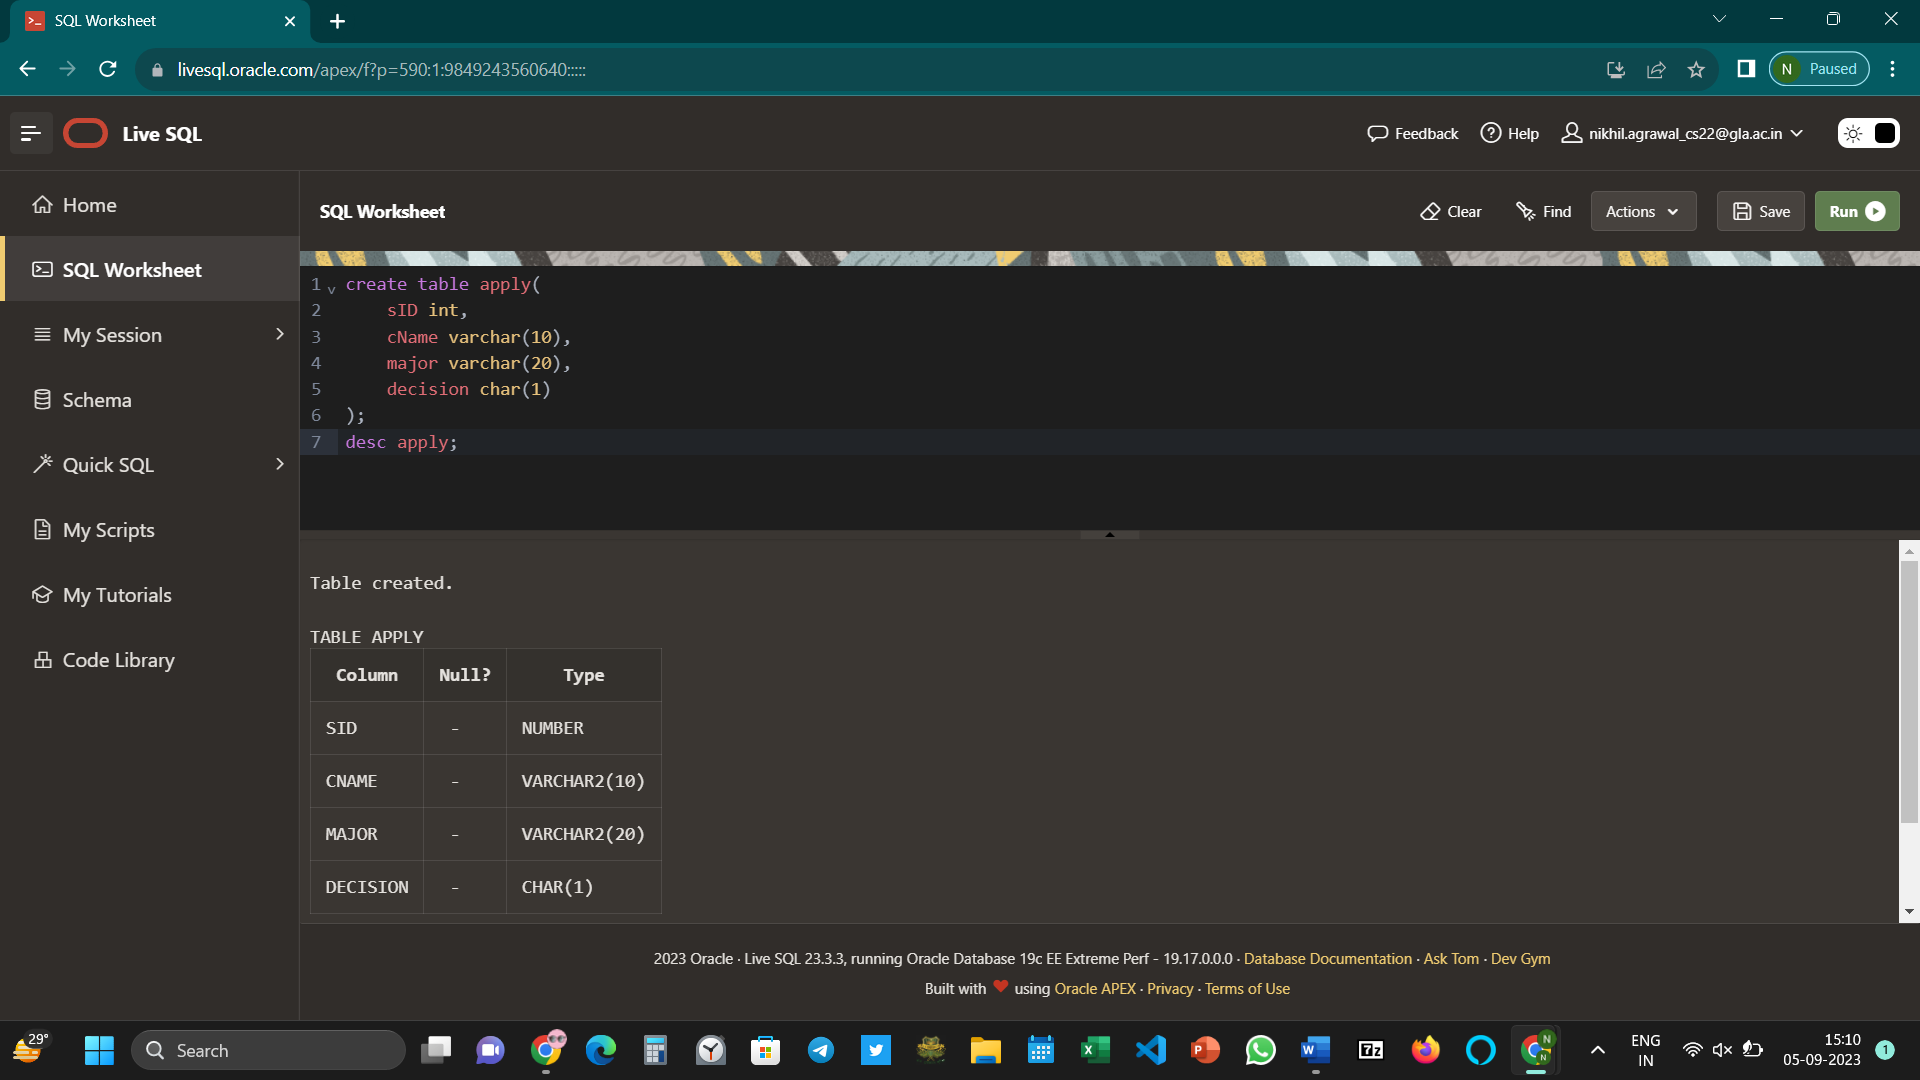 SQL Worksheet
livesql.oracle.com/apex/f?p=590:1:9849243560640:::::
N Paused
Live SQL
Feedback Help nikhil.agrawal_cs22@gla.ac.in
Home
SQL Worksheet
My Session
Schema
Quick SQL
My Scripts
My Tutorials
Code Library
SQL Worksheet
Clear Find Actions Save Run
1 create table apply(
2 sID int,
3 cName varchar(10),
4 major varchar(20),
5 decision char(1)
6 );
7 desc apply;
Table created.
TABLE APPLY
Column Null? Type
SID - NUMBER
CNAME - VARCHAR2(10)
MAJOR - VARCHAR2(20)
DECISION - CHAR(1)
2023 Oracle · Live SQL 23.3.3, running Oracle Database 19c EE Extreme Perf - 19.17.0.0.0 · Database Documentation · Ask Tom · Dev Gym
Built with ❤ using Oracle APEX · Privacy · Terms of Use
29°
Search
X
P
W
7z
N
N
ENG
IN
15:10
05-09-2023
1